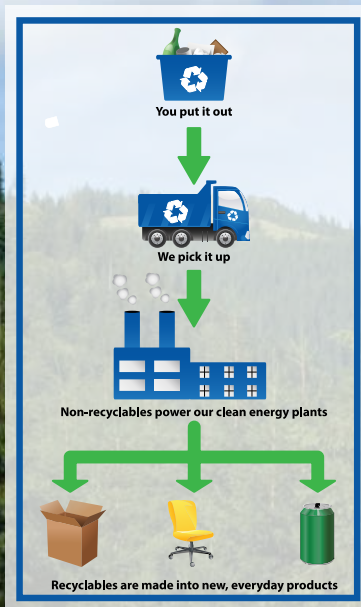 You put it out
We pick it up
Non-recyclables power our clean energy plants
Recyclables are made into new, everyday products